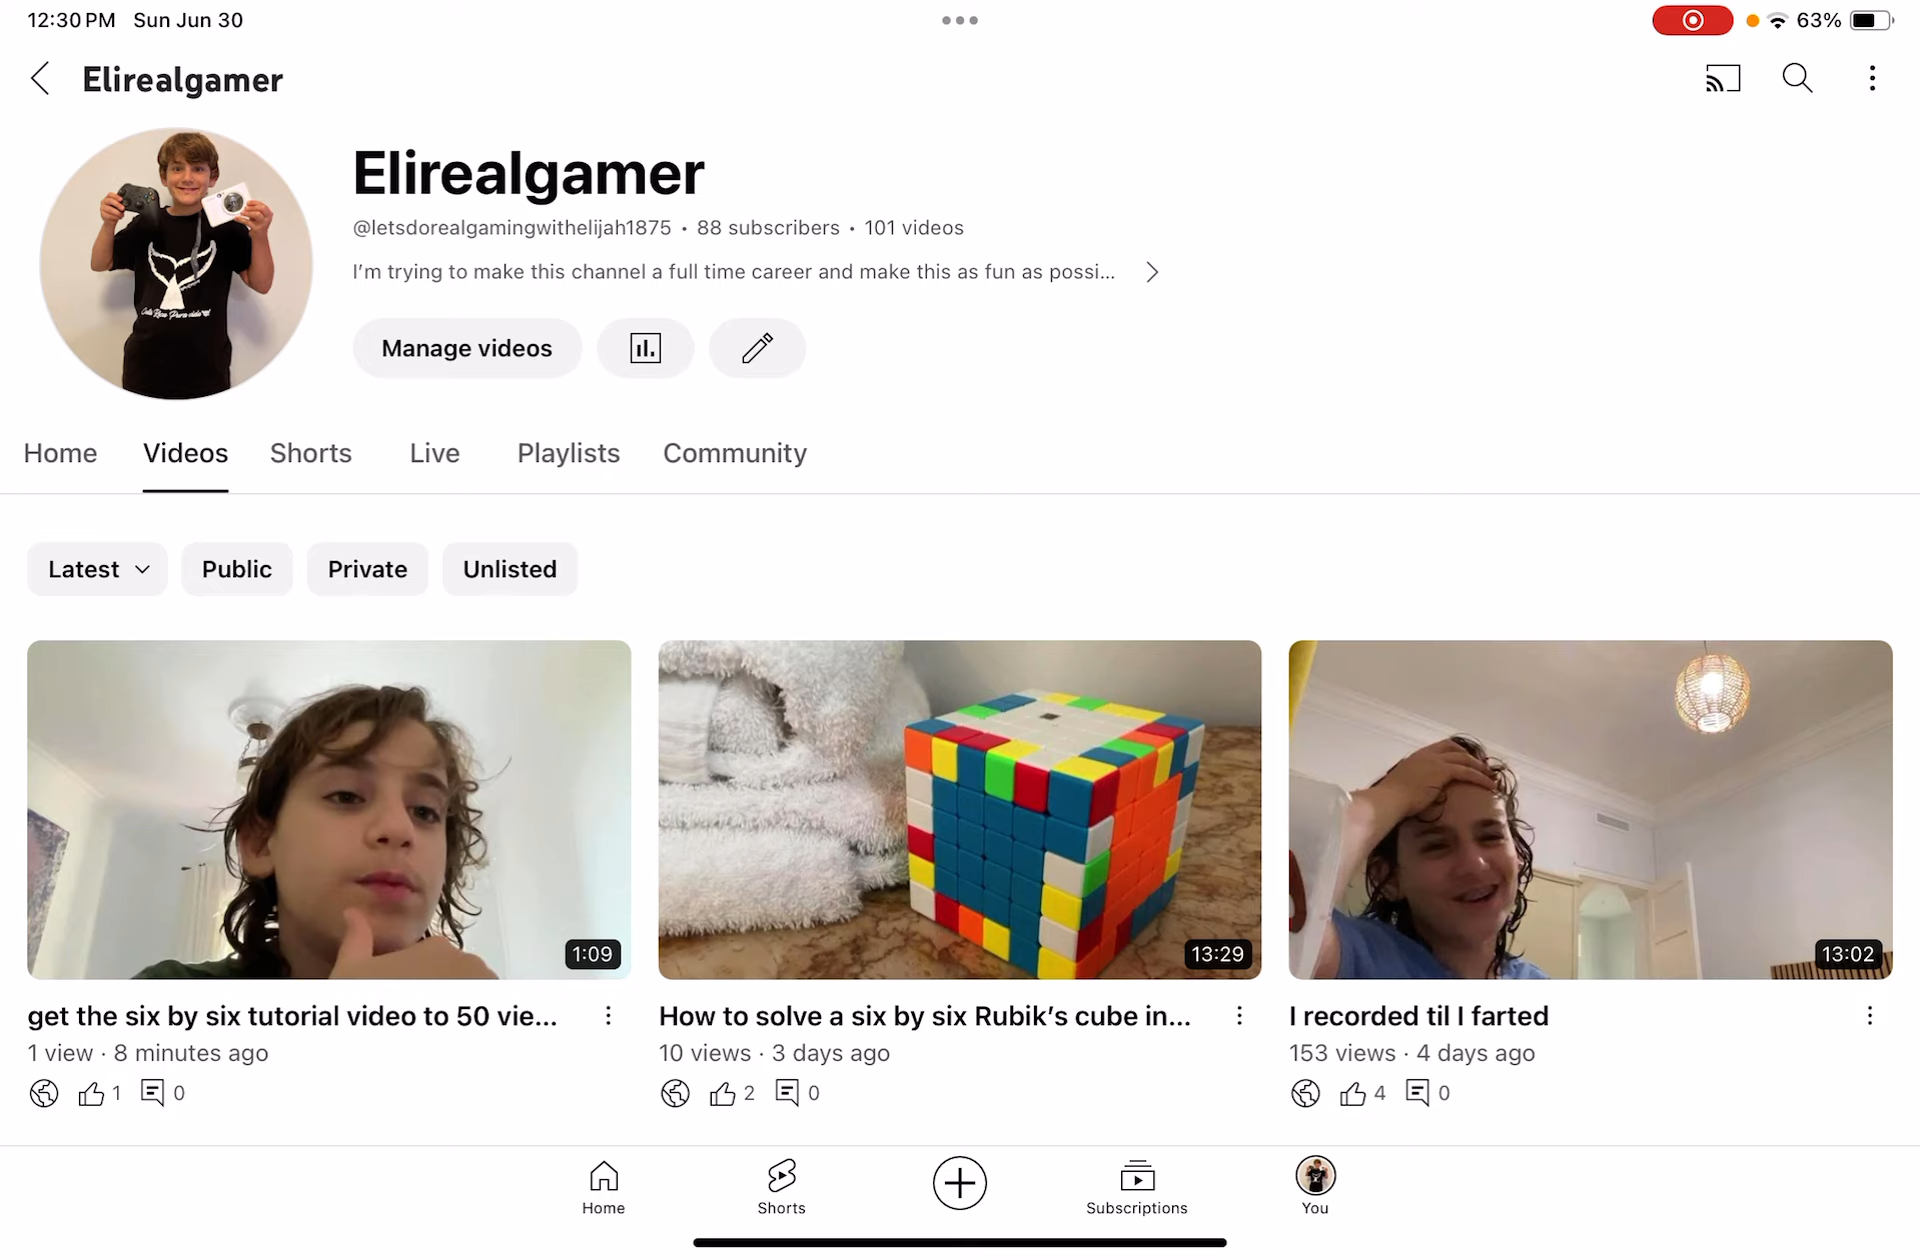 12:30 PM Sun Jun 30
63%
Elirealgamer
Elirealgamer
@letsdorealgamingwithelijah1875 • 88 subscribers • 101 videos
I'm trying to make this channel a full time career and make this as fun as possi...
Manage videos
Home Videos Shorts Live Playlists Community
Latest Public Private Unlisted
1:09 13:29 13:02
get the six by six tutorial video to 50 vie... How to solve a six by six Rubik's cube in... I recorded til I farted
1 view · 8 minutes ago 10 views · 3 days ago 153 views · 4 days ago
1 0 2 0 4 0
Home Shorts Subscriptions You